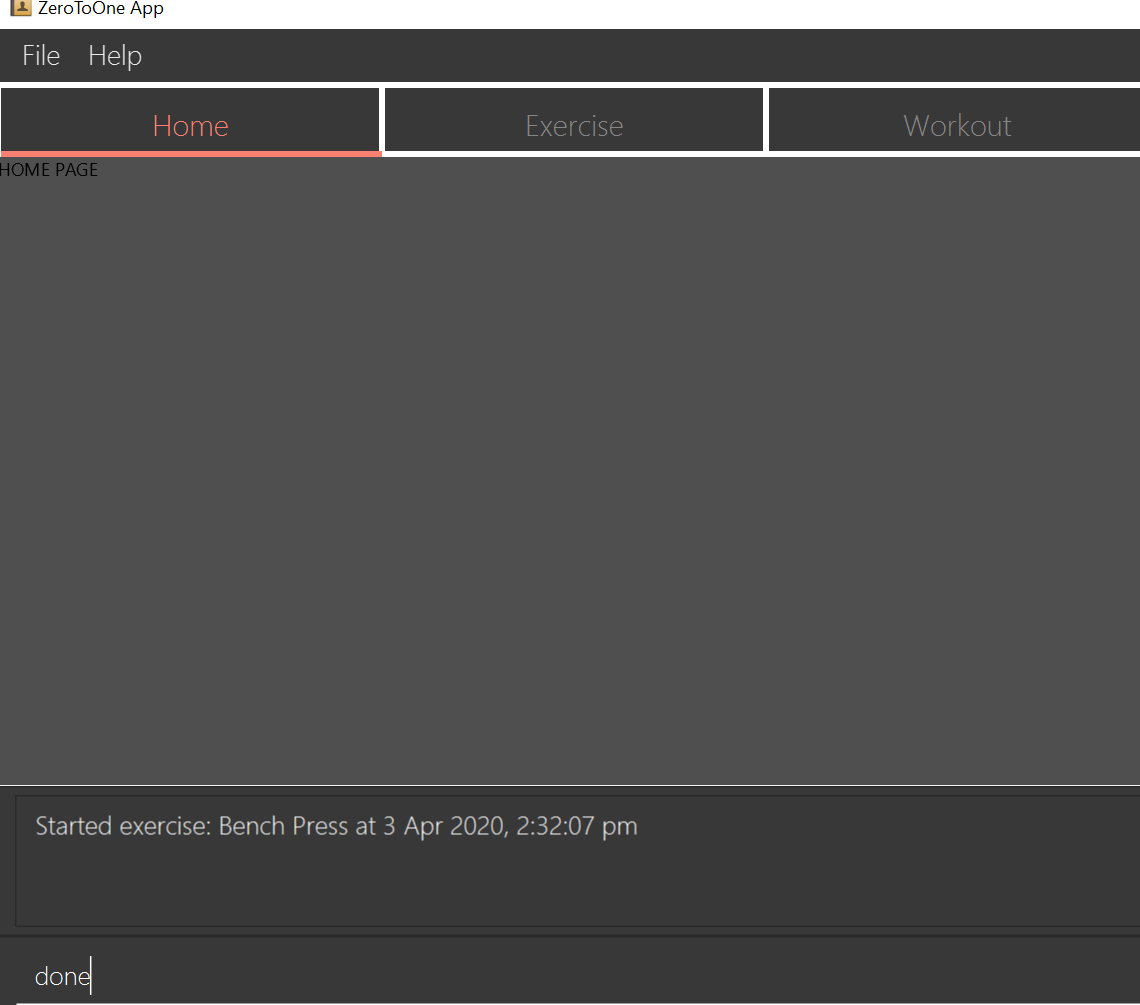 ZeroToOne App
File Help
Home Exercise Workout
HOME PAGE
Started exercise: Bench Press at 3 Apr 2020, 2:32:07 pm
done